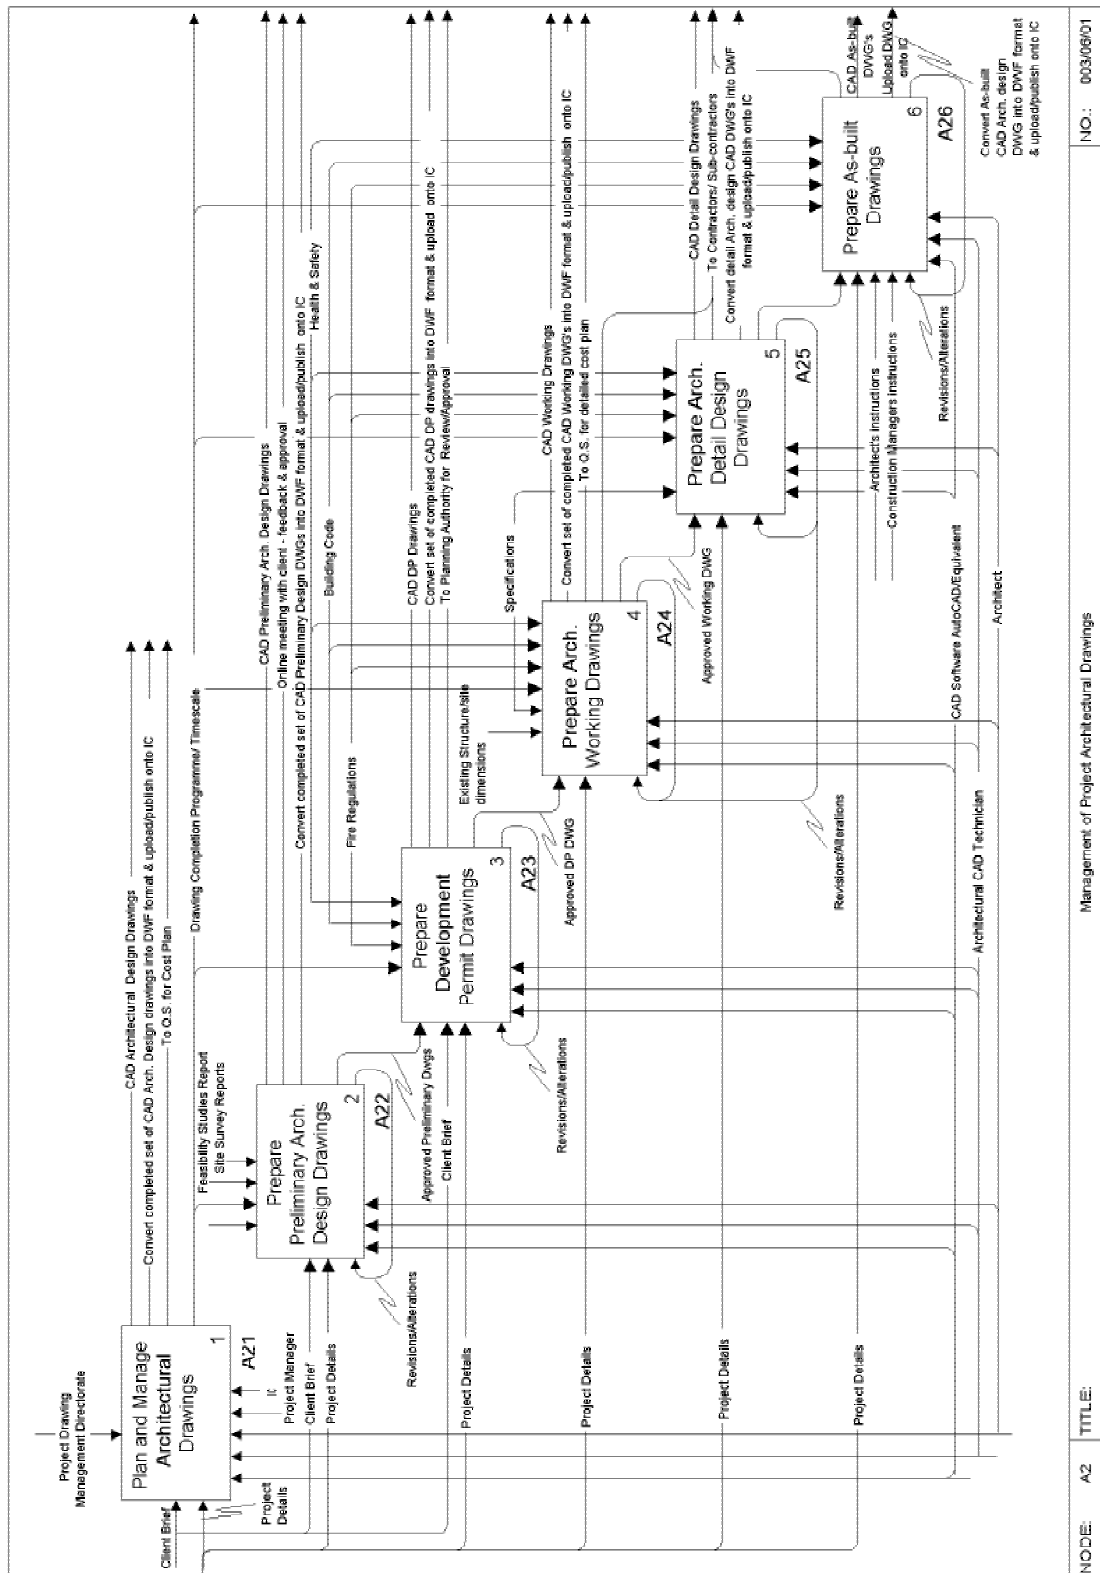 Project Drawing
Management Directorate
Client Brief
Project
Details
Plan and Manage
Architectural
Drawings
1
A21
IC
Project Manager
Client Brief
Project Details
CAD Architectural Design Drawings
Convert completed set of CAD Arch. Design drawings into DWF format & upload/publish onto IC
To Q.S. for Cost Plan
Drawing Completion Programme/ Timescale
Feasibility Studies Report
Site Survey Reports
Prepare
Preliminary Arch.
Design Drawings
2
A22
Revisions/Alterations
CAD Preliminary Arch. Design Drawings
Online meeting with client - feedback & approval
Convert completed set of CAD Preliminary Design DWGs into DWF format & upload/publish onto IC
Health & Safety
Building Code
Fire Regulations
Approved Preliminary Dwgs
Client Brief
Project Details
Prepare
Development
Permit Drawings
3
A23
Revisions/Alterations
CAD DP Drawings
Convert set of completed CAD DP drawings into DWF format & upload onto IC
To Planning Authority for Review/Approval
Existing Structure/site
dimensions
Specifications
Approved DP DWG
Project Details
Prepare Arch.
Working Drawings
4
A24
Revisions/Alterations
CAD Working Drawings
Convert set of completed CAD Working DWG's into DWF format & upload/publish onto IC
To Q.S. for detailed cost plan
Approved Working DWG
Project Details
Prepare Arch.
Detail Design
Drawings
5
A25
CAD Detail Design Drawings
To Contractors/ Sub-contractors
Convert detail Arch. design CAD DWG's into DWF
format & upload/publish onto IC
Project Details
Architect's instructions
Construction Managers instructions
Revisions/Alterations
Prepare As-built
Drawings
6
A26
CAD As-built
DWG's
Upload DWG
onto IC
Convert As-built
CAD Arch. design
DWG into DWF format
& upload/publish onto IC
CAD Software AutoCAD/Equivalent
Architectural CAD Technician
Architect
NODE: A2
TITLE: Management of Project Architectural Drawings
NO.: 003/06/01